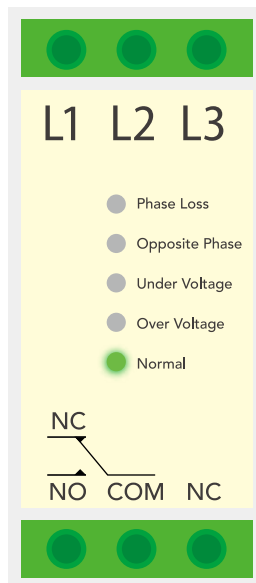 L1 L2 L3
Phase Loss
Opposite Phase
Under Voltage
Over Voltage
Normal
NC
NO COM NC